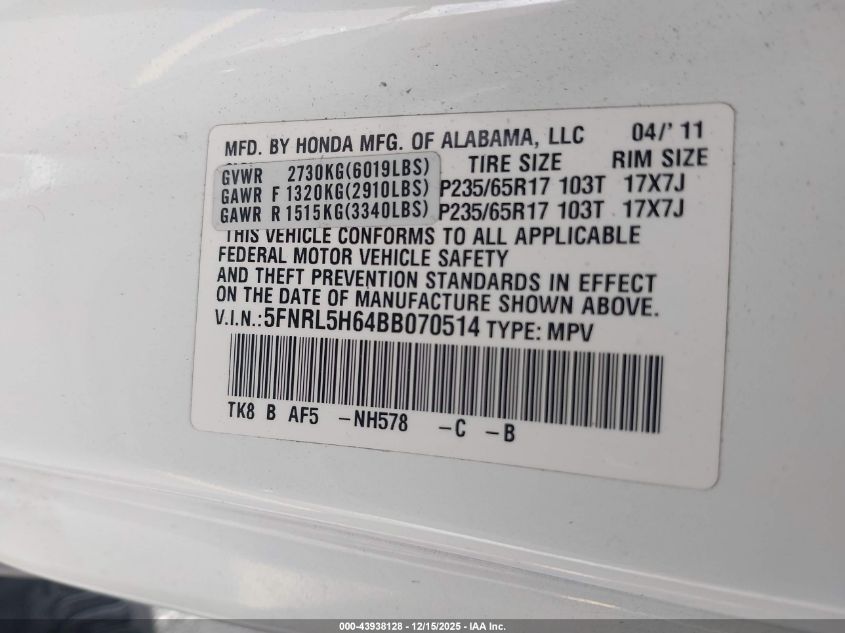 MFD. BY HONDA MFG. OF ALABAMA, LLC 04/'11
TIRE SIZE RIM SIZE
GVWR 2730KG(6019LBS)
GAWR F 1320KG(2910LBS) P235/65R17 103T 17X7J
GAWR R 1515KG(3340LBS) P235/65R17 103T 17X7J
THIS VEHICLE CONFORMS TO ALL APPLICABLE
FEDERAL MOTOR VEHICLE SAFETY
AND THEFT PREVENTION STANDARDS IN EFFECT
ON THE DATE OF MANUFACTURE SHOWN ABOVE.
V.I.N.:5FNRL5H64BB070514 TYPE: MPV
TK8 B AF5 -NH578 -C -B
000-43938128 - 12/15/2025 - IAA Inc.